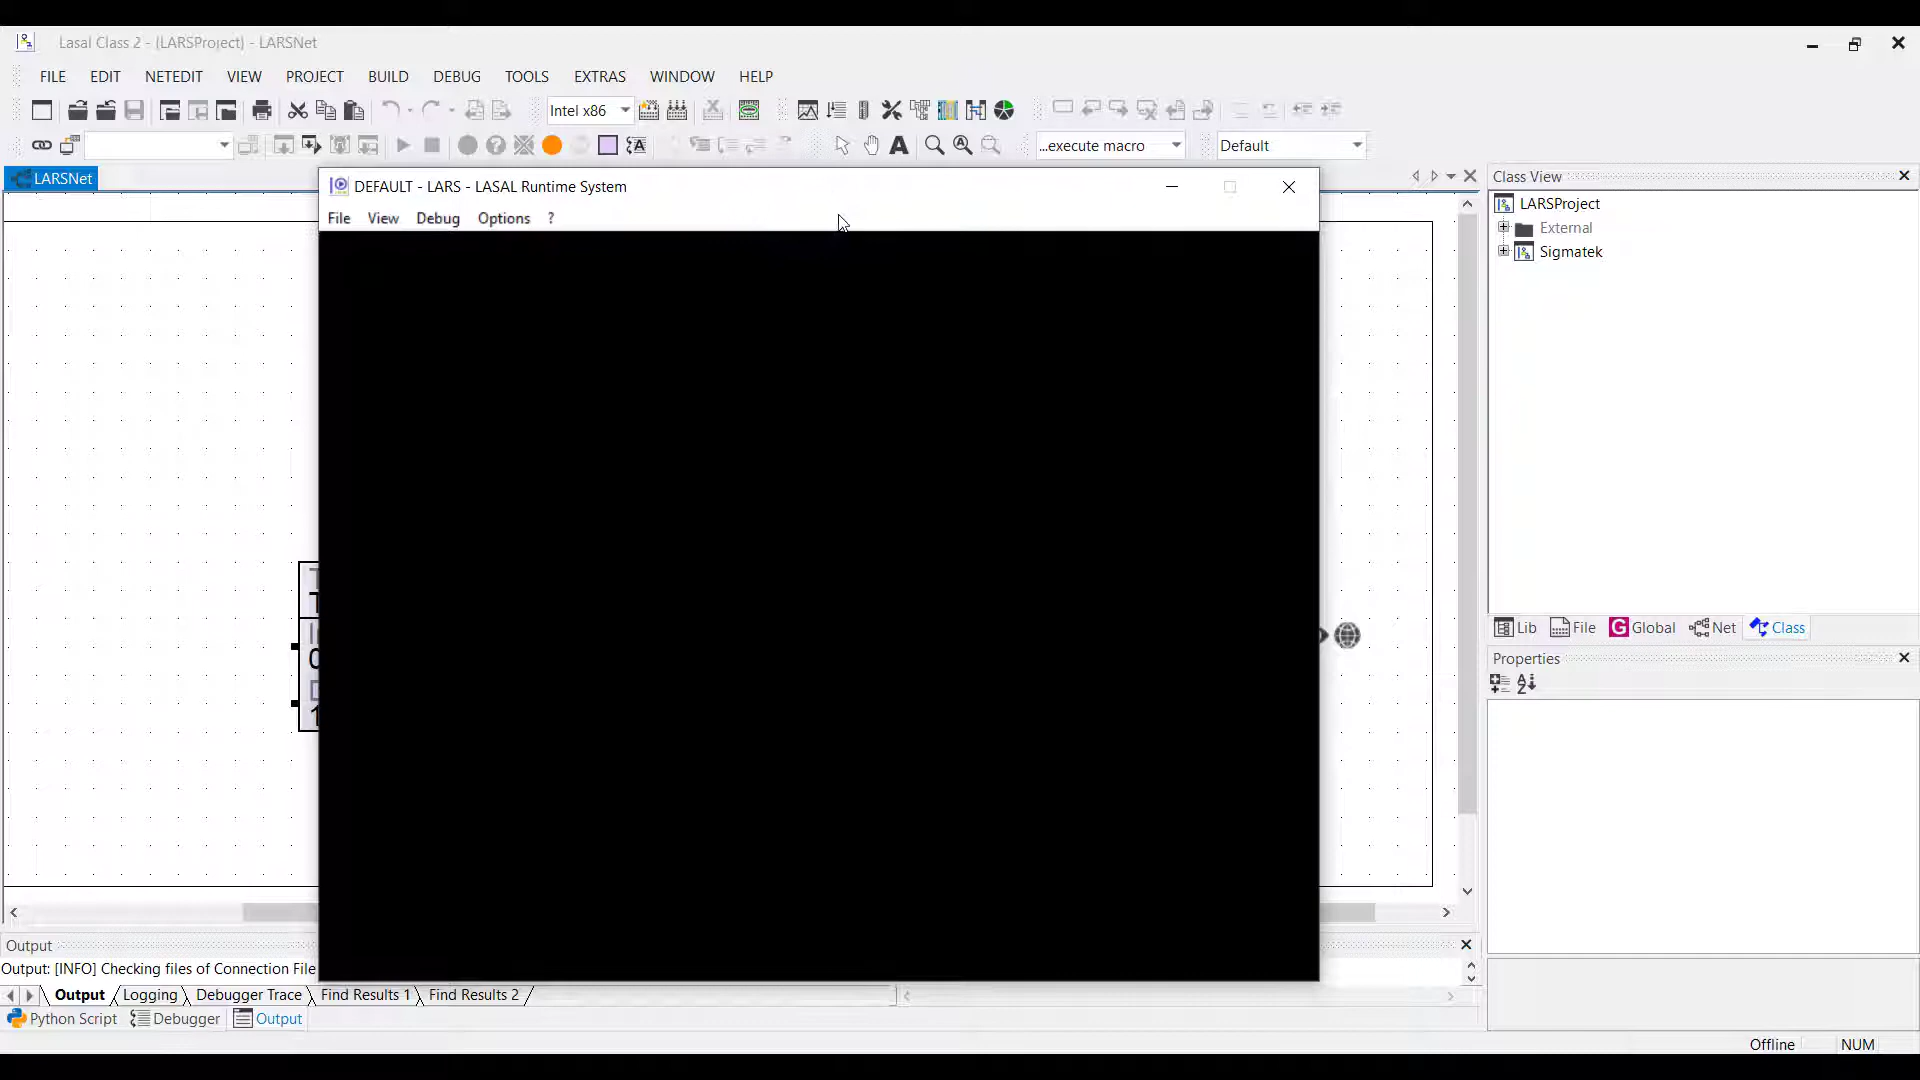 Lasal Class 2 - (LARSProject) - LARSNet
FILE EDIT NETEDIT VIEW PROJECT BUILD DEBUG TOOLS EXTRAS WINDOW HELP
Intel x86
...execute macro Default
LARSNet
DEFAULT - LARS - LASAL Runtime System
File View Debug Options ?
Class View
LARSProject
External
Sigmatek
Lib File Global Net Class
Properties
Output
Output: [INFO] Checking files of Connection File
Output Logging Debugger Trace Find Results 1 Find Results 2
Python Script Debugger Output
Offline NUM